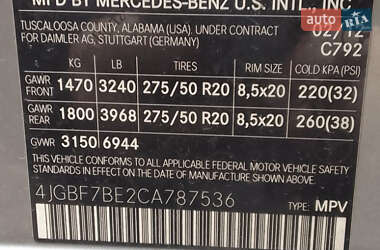 MFD BY MERCEDES-BENZ U.S. INTL., INC
TUSCALOOSA COUNTY, ALABAMA (USA). UNDER CONTRACT
FOR DAIMLER AG, STUTTGART (GERMANY)
02/12
C792
KG LB TIRES RIM SIZE COLD KPA (PSI)
GAWR FRONT 1470 3240 275/50 R20 8,5x20 220(32)
GAWR REAR 1800 3968 275/50 R20 8,5x20 260(38)
GVWR 3150 6944
THIS VEHICLE CONFORMS TO ALL APPLICABLE FEDERAL MOTOR VEHICLE
SAFETY STANDARDS IN EFFECT ON THE DATE OF MANUFACTURE SHOWN ABOVE.
4JGBF7BE2CA787536
TYPE: MPV
RIA
.com